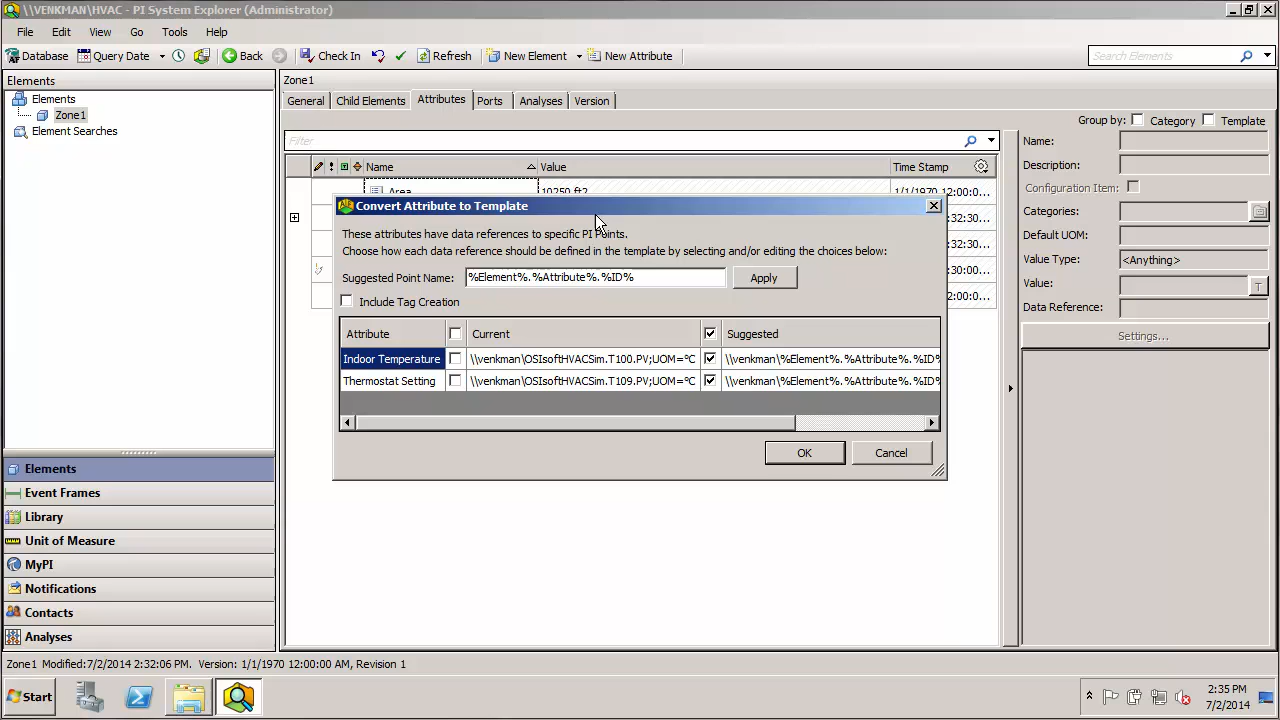 \\VENKMAN\HVAC - PI System Explorer (Administrator)
File Edit View Go Tools Help
Database Query Date Back Check In Refresh New Element New Attribute Search Elements
Elements
Elements
Zone1
Element Searches
Zone1
General Child Elements Attributes Ports Analyses Version
Group by: Category Template
Filter
Name Value Time Stamp
Area 10250 ft2 1/1/1970 12:00:0...
:32:30...
:32:30...
:30:00...
2:00:0...
Name:
Description:
Configuration Item:
Categories:
Default UOM:
Value Type: <Anything>
Value:
Data Reference:
Settings...
Convert Attribute to Template
These attributes have data references to specific PI Points.
Choose how each data reference should be defined in the template by selecting and/or editing the choices below:
Suggested Point Name: %Element%.%Attribute%.%ID% Apply
Include Tag Creation
Attribute Current Suggested
Indoor Temperature \\venkman\OSIsoftHVACSim.T100.PV;UOM=°C \\venkman\%Element%.%Attribute%.%ID%
Thermostat Setting \\venkman\OSIsoftHVACSim.T109.PV;UOM=°C \\venkman\%Element%.%Attribute%.%ID%
OK Cancel
Elements
Event Frames
Library
Unit of Measure
MyPI
Notifications
Contacts
Analyses
Zone1 Modified:7/2/2014 2:32:06 PM. Version: 1/1/1970 12:00:00 AM, Revision 1
Start
2:35 PM
7/2/2014